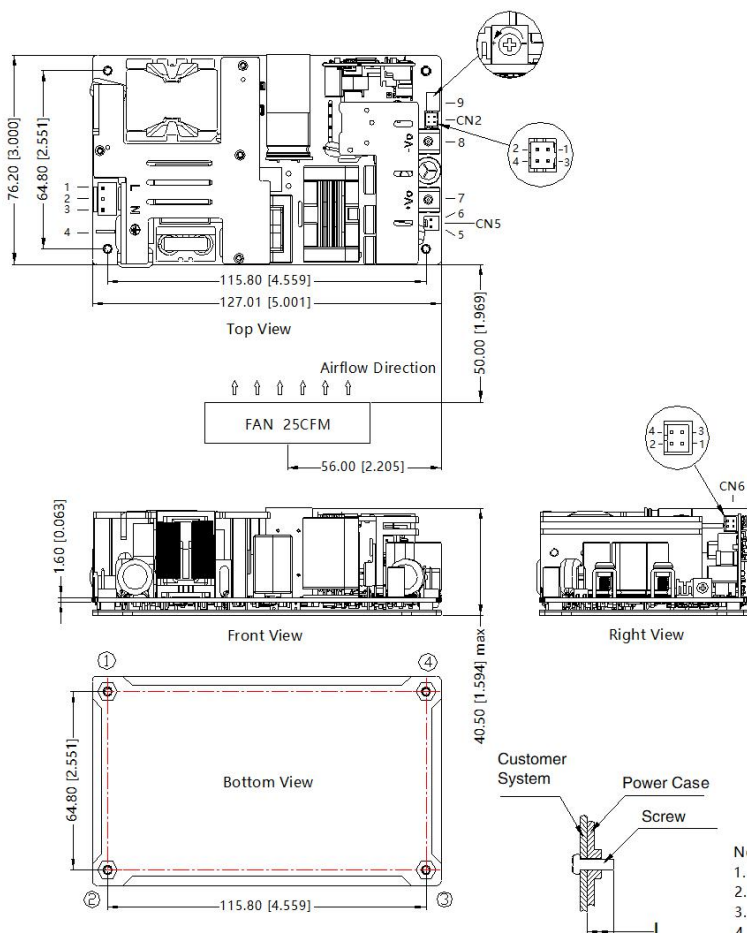 76.20 [3.000]
64.80 [2.551]
1
2
3
4
L
N
9
CN2
8
7
6
CN5
5
2
4
1
3
115.80 [4.559]
127.01 [5.001]
Top View
50.00 [1.969]
Airflow Direction
FAN 25CFM
56.00 [2.205]
4
2
3
1
CN6
1.60 [0.063]
Front View
Right View
40.50 [1.594] max
1
4
64.80 [2.551]
Bottom View
2
3
115.80 [4.559]
Customer
System
Power Case
Screw
L
1.
2.
3.
4